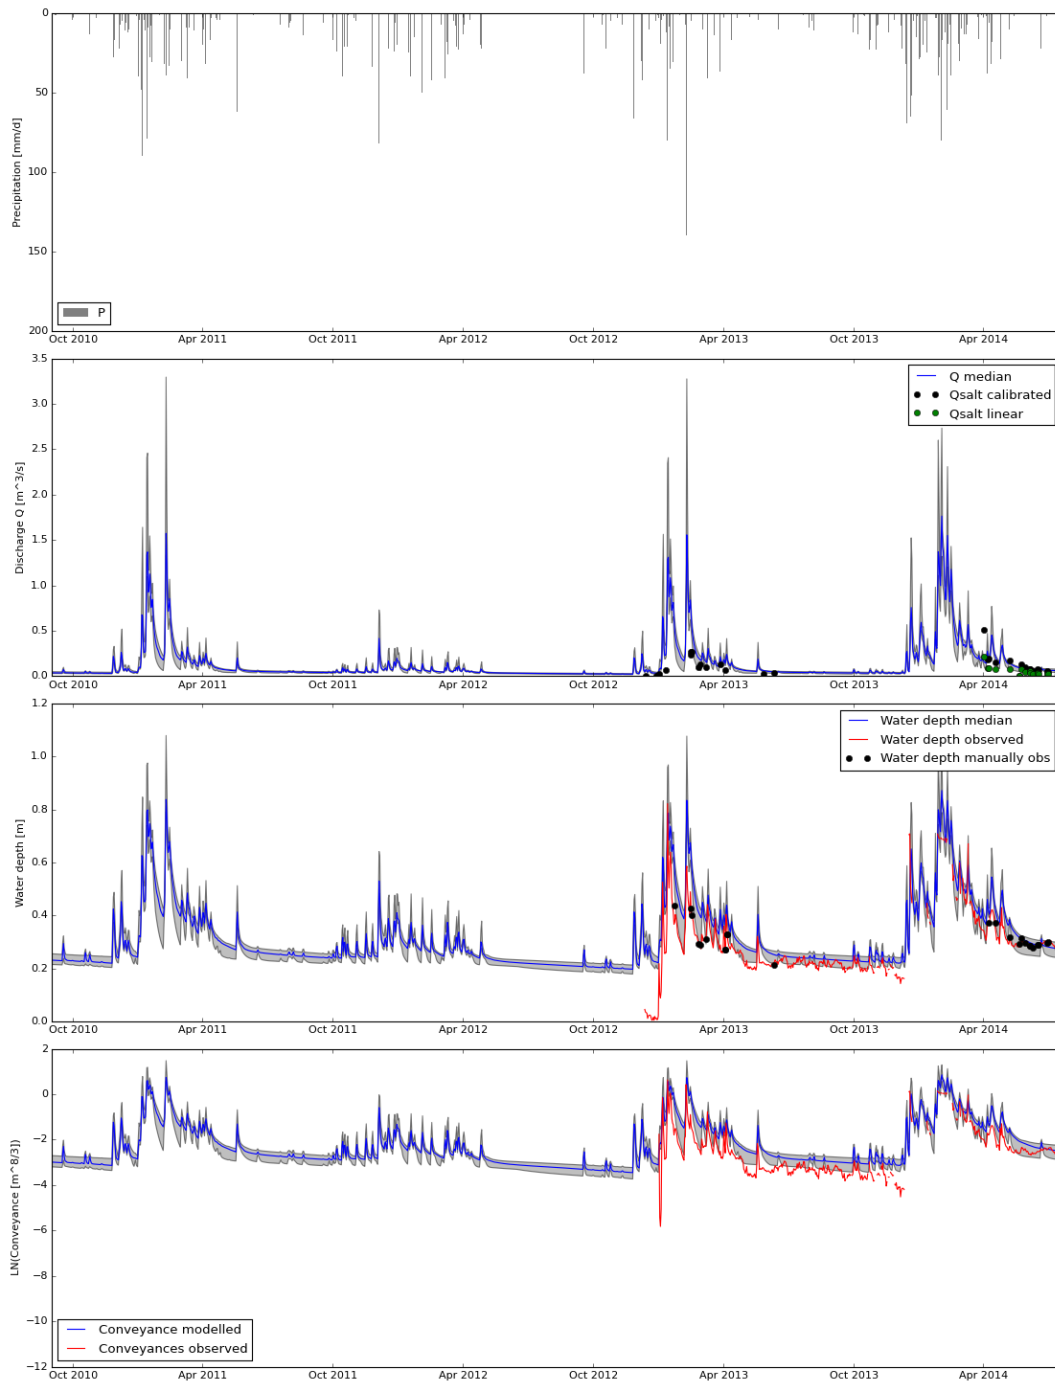 0
50
100
150
200
Precipitation [mm/d]
P
Oct 2010
Apr 2011
Oct 2011
Apr 2012
Oct 2012
Apr 2013
Oct 2013
Apr 2014
3.5
3.0
2.5
2.0
1.5
1.0
0.5
0.0
Discharge Q [m^3/s]
Q median
Qsalt calibrated
Qsalt linear
Oct 2010
Apr 2011
Oct 2011
Apr 2012
Oct 2012
Apr 2013
Oct 2013
Apr 2014
1.2
1.0
0.8
0.6
0.4
0.2
0.0
Water depth [m]
Water depth median
Water depth observed
Water depth manually obs
Oct 2010
Apr 2011
Oct 2011
Apr 2012
Oct 2012
Apr 2013
Oct 2013
Apr 2014
2
0
−2
−4
−6
−8
−10
−12
LN(Conveyance [m^8/3])
Conveyance modelled
Conveyances observed
Oct 2010
Apr 2011
Oct 2011
Apr 2012
Oct 2012
Apr 2013
Oct 2013
Apr 2014